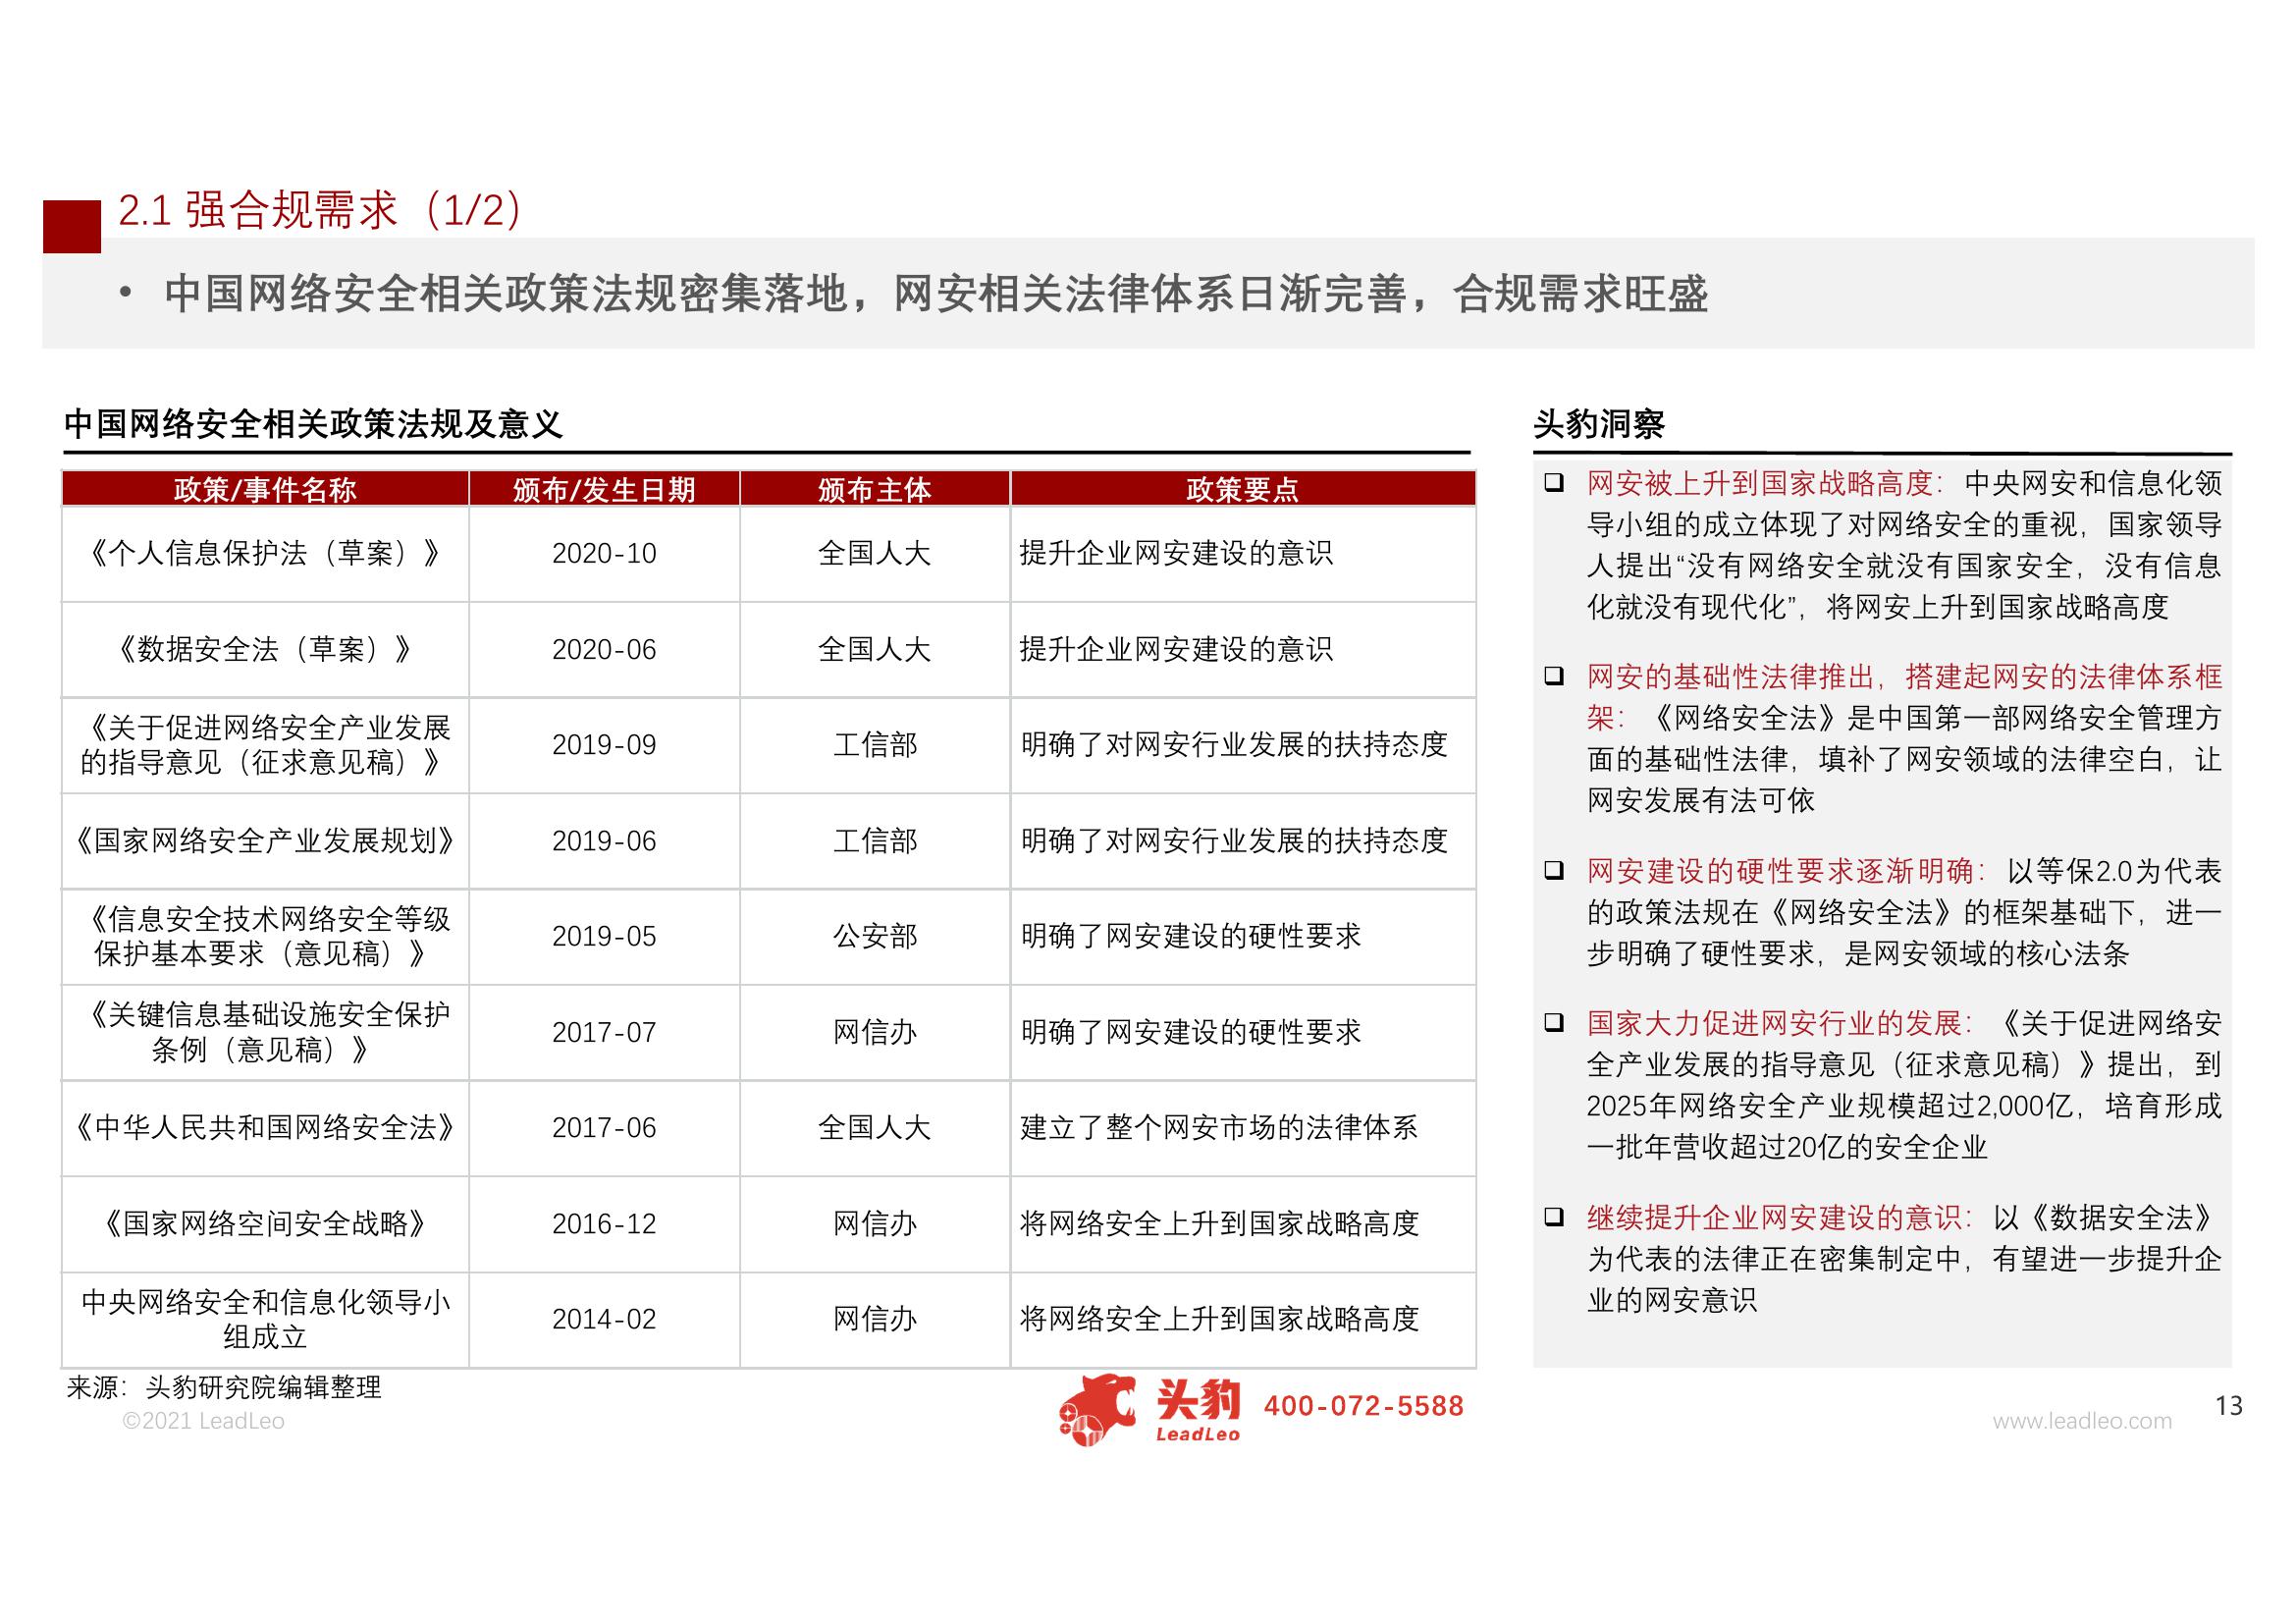 2.1 强合规需求（1/2）
• 中国网络安全相关政策法规密集落地，网安相关法律体系日渐完善，合规需求旺盛
中国网络安全相关政策法规及意义
政策/事件名称 颁布/发生日期 颁布主体 政策要点
《个人信息保护法（草案）》 2020-10 全国人大 提升企业网安建设的意识
《数据安全法（草案）》 2020-06 全国人大 提升企业网安建设的意识
《关于促进网络安全产业发展
的指导意见（征求意见稿）》 2019-09 工信部 明确了对网安行业发展的扶持态度
《国家网络安全产业发展规划》 2019-06 工信部 明确了对网安行业发展的扶持态度
《信息安全技术网络安全等级
保护基本要求（意见稿）》 2019-05 公安部 明确了网安建设的硬性要求
《关键信息基础设施安全保护
条例（意见稿）》 2017-07 网信办 明确了网安建设的硬性要求
《中华人民共和国网络安全法》 2017-06 全国人大 建立了整个网安市场的法律体系
《国家网络空间安全战略》 2016-12 网信办 将网络安全上升到国家战略高度
中央网络安全和信息化领导小
组成立 2014-02 网信办 将网络安全上升到国家战略高度
来源：头豹研究院编辑整理
头豹洞察
网安被上升到国家战略高度：中央网安和信息化领
导小组的成立体现了对网络安全的重视，国家领导
人提出“没有网络安全就没有国家安全，没有信息
化就没有现代化”，将网安上升到国家战略高度
网安的基础性法律推出，搭建起网安的法律体系框
架：《网络安全法》是中国第一部网络安全管理方
面的基础性法律，填补了网安领域的法律空白，让
网安发展有法可依
网安建设的硬性要求逐渐明确：以等保2.0为代表
的政策法规在《网络安全法》的框架基础下，进一
步明确了硬性要求，是网安领域的核心法条
国家大力促进网安行业的发展：《关于促进网络安
全产业发展的指导意见（征求意见稿）》提出，到
2025年网络安全产业规模超过2,000亿，培育形成
一批年营收超过20亿的安全企业
继续提升企业网安建设的意识：以《数据安全法》
为代表的法律正在密集制定中，有望进一步提升企
业的网安意识
©2021 LeadLeo
头豹
LeadLeo
400-072-5588
www.leadleo.com
13